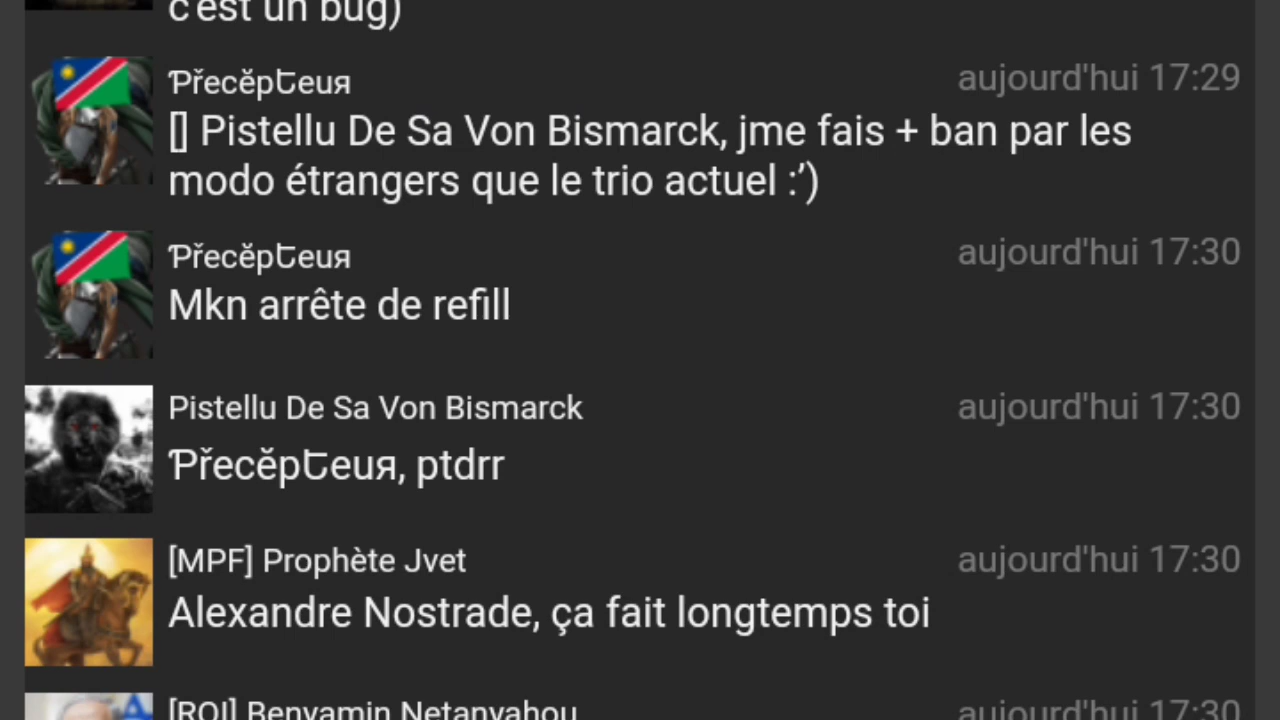 c'est un bug)
Ƥřecĕpꞇeuя
aujourd'hui 17:29
[] Pistellu De Sa Von Bismarck, jme fais + ban par les
modo étrangers que le trio actuel :’)
Ƥřecĕpꞇeuя
aujourd'hui 17:30
Mkn arrête de refill
Pistellu De Sa Von Bismarck
aujourd'hui 17:30
Ƥřecĕpꞇeuя, ptdrr
[MPF] Prophète Jvet
aujourd'hui 17:30
Alexandre Nostrade, ça fait longtemps toi
[ROI] Benyamin Netanyahou
aujourd'hui 17:30